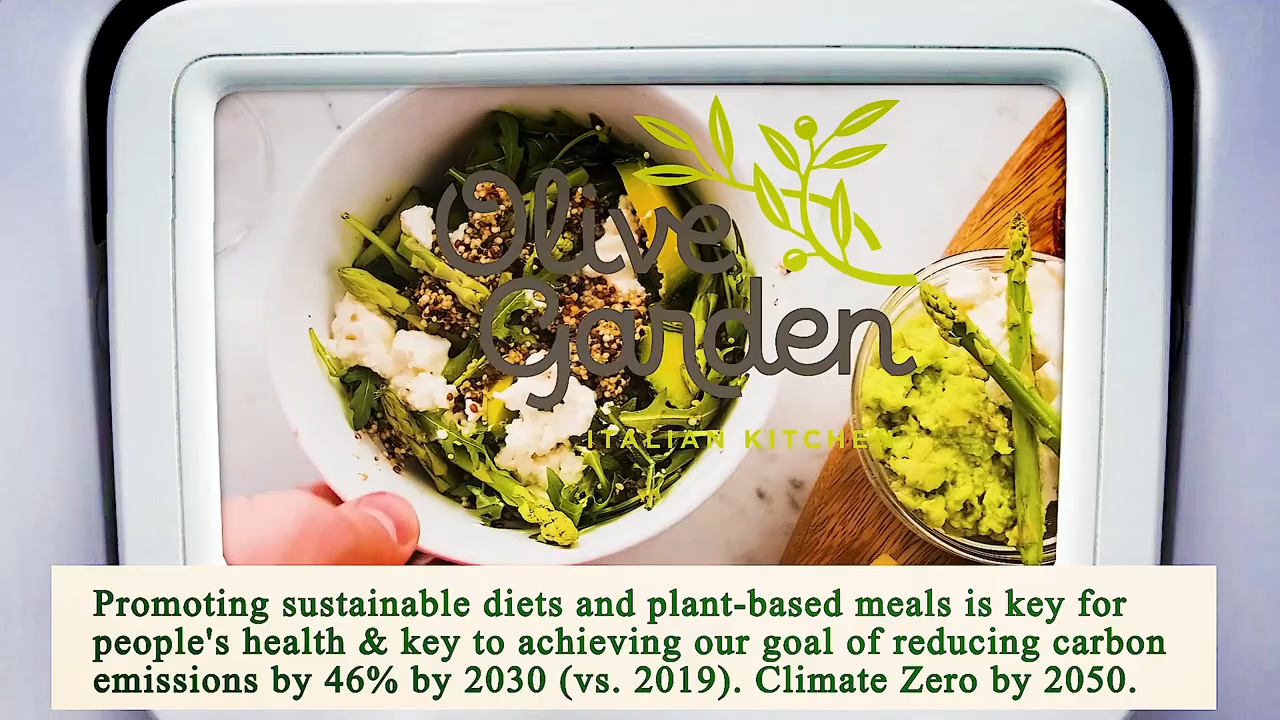 Olive
Garden
ITALIAN KITCHEN
Promoting sustainable diets and plant-based meals is key for
people's health & key to achieving our goal of reducing carbon
emissions by 46% by 2030 (vs. 2019). Climate Zero by 2050.